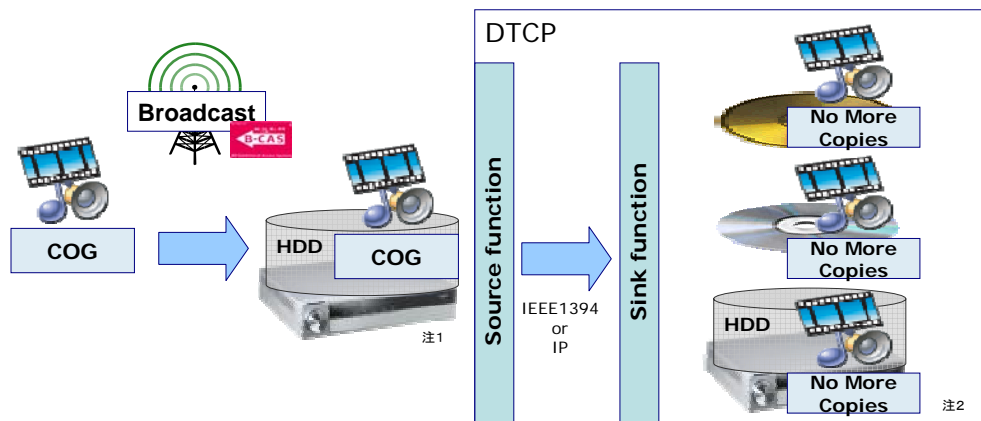 DTCP
Broadcast
B-CAS
COG
HDD
COG
注1
Source function
IEEE1394
or
IP
Sink function
No More
Copies
No More
Copies
HDD
No More
Copies
注2